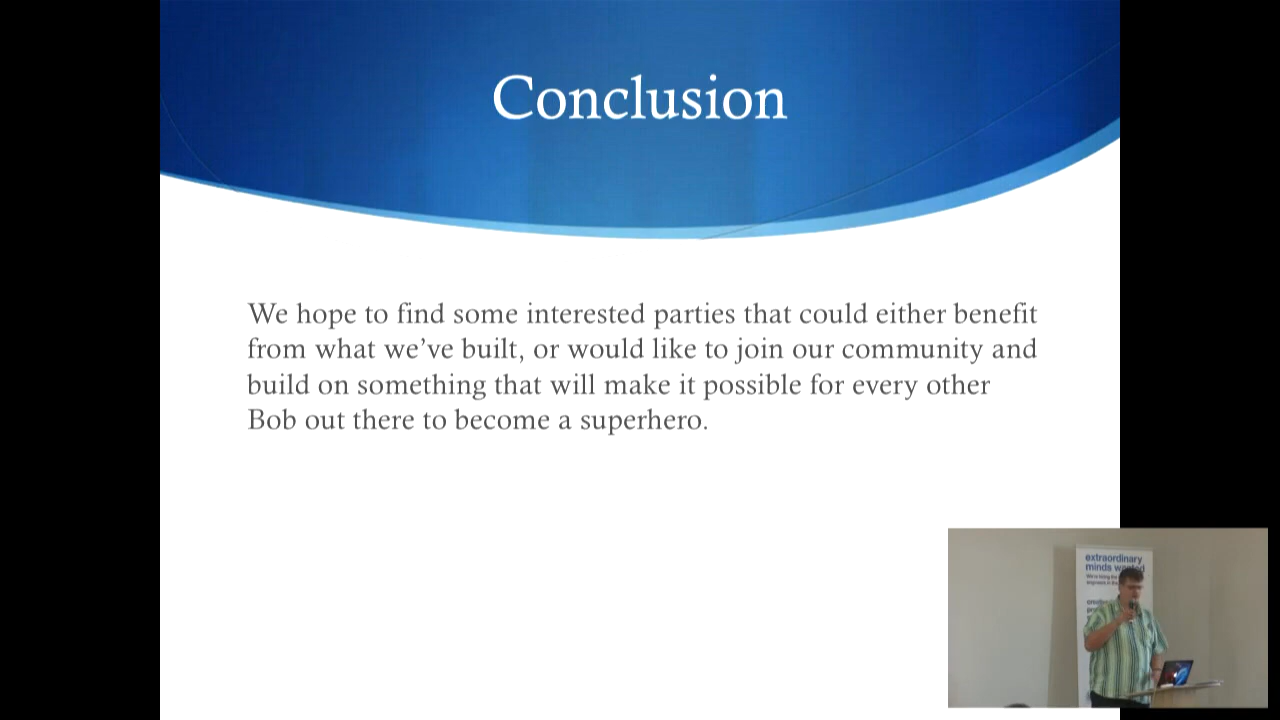 Conclusion
We hope to find some interested parties that could either benefit
from what we've built, or would like to join our community and
build on something that will make it possible for every other
Bob out there to become a superhero.
extraordinary
minds wanted